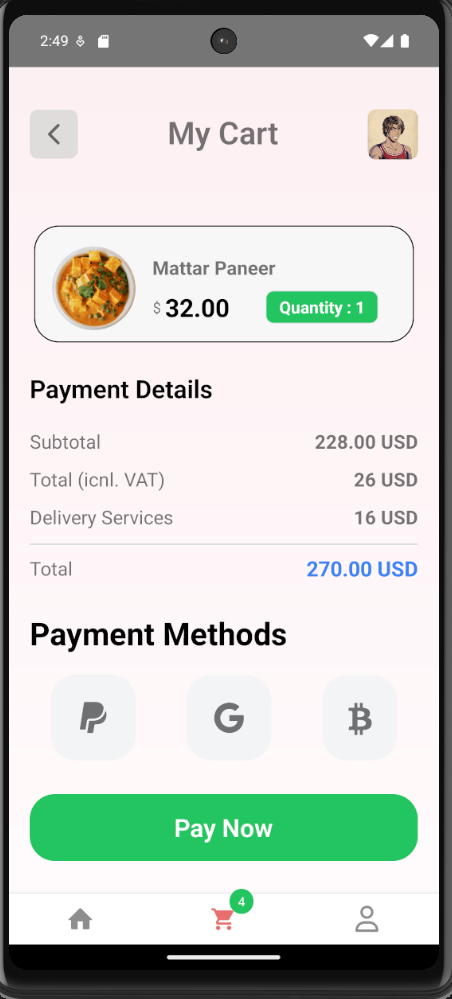 2:49
My Cart
Mattar Paneer
$ 32.00 Quantity : 1
Payment Details
Subtotal 228.00 USD
Total (icnl. VAT) 26 USD
Delivery Services 16 USD
Total 270.00 USD
Payment Methods
Pay Now
4